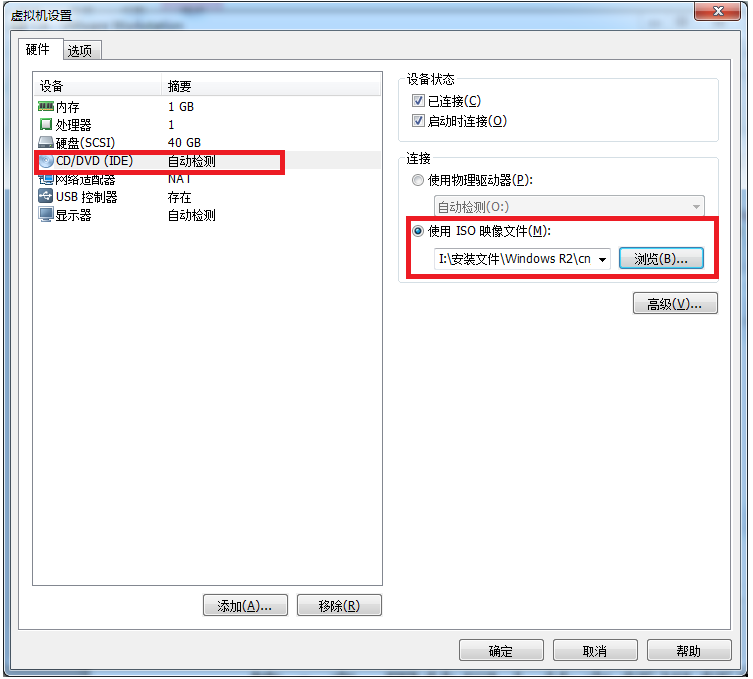 虚拟机设置
硬件
选项
设备 摘要
内存 1 GB
处理器 1
硬盘(SCSI) 40 GB
CD/DVD (IDE) 自动检测
网络适配器 NAT
USB 控制器 存在
显示器 自动检测
添加(A)...
移除(R)
设备状态
已连接(C)
启动时连接(O)
连接
使用物理驱动器(P):
自动检测(O:)
使用 ISO 映像文件(M):
I:\安装文件\Windows R2\cn
浏览(B)...
高级(V)...
确定
取消
帮助